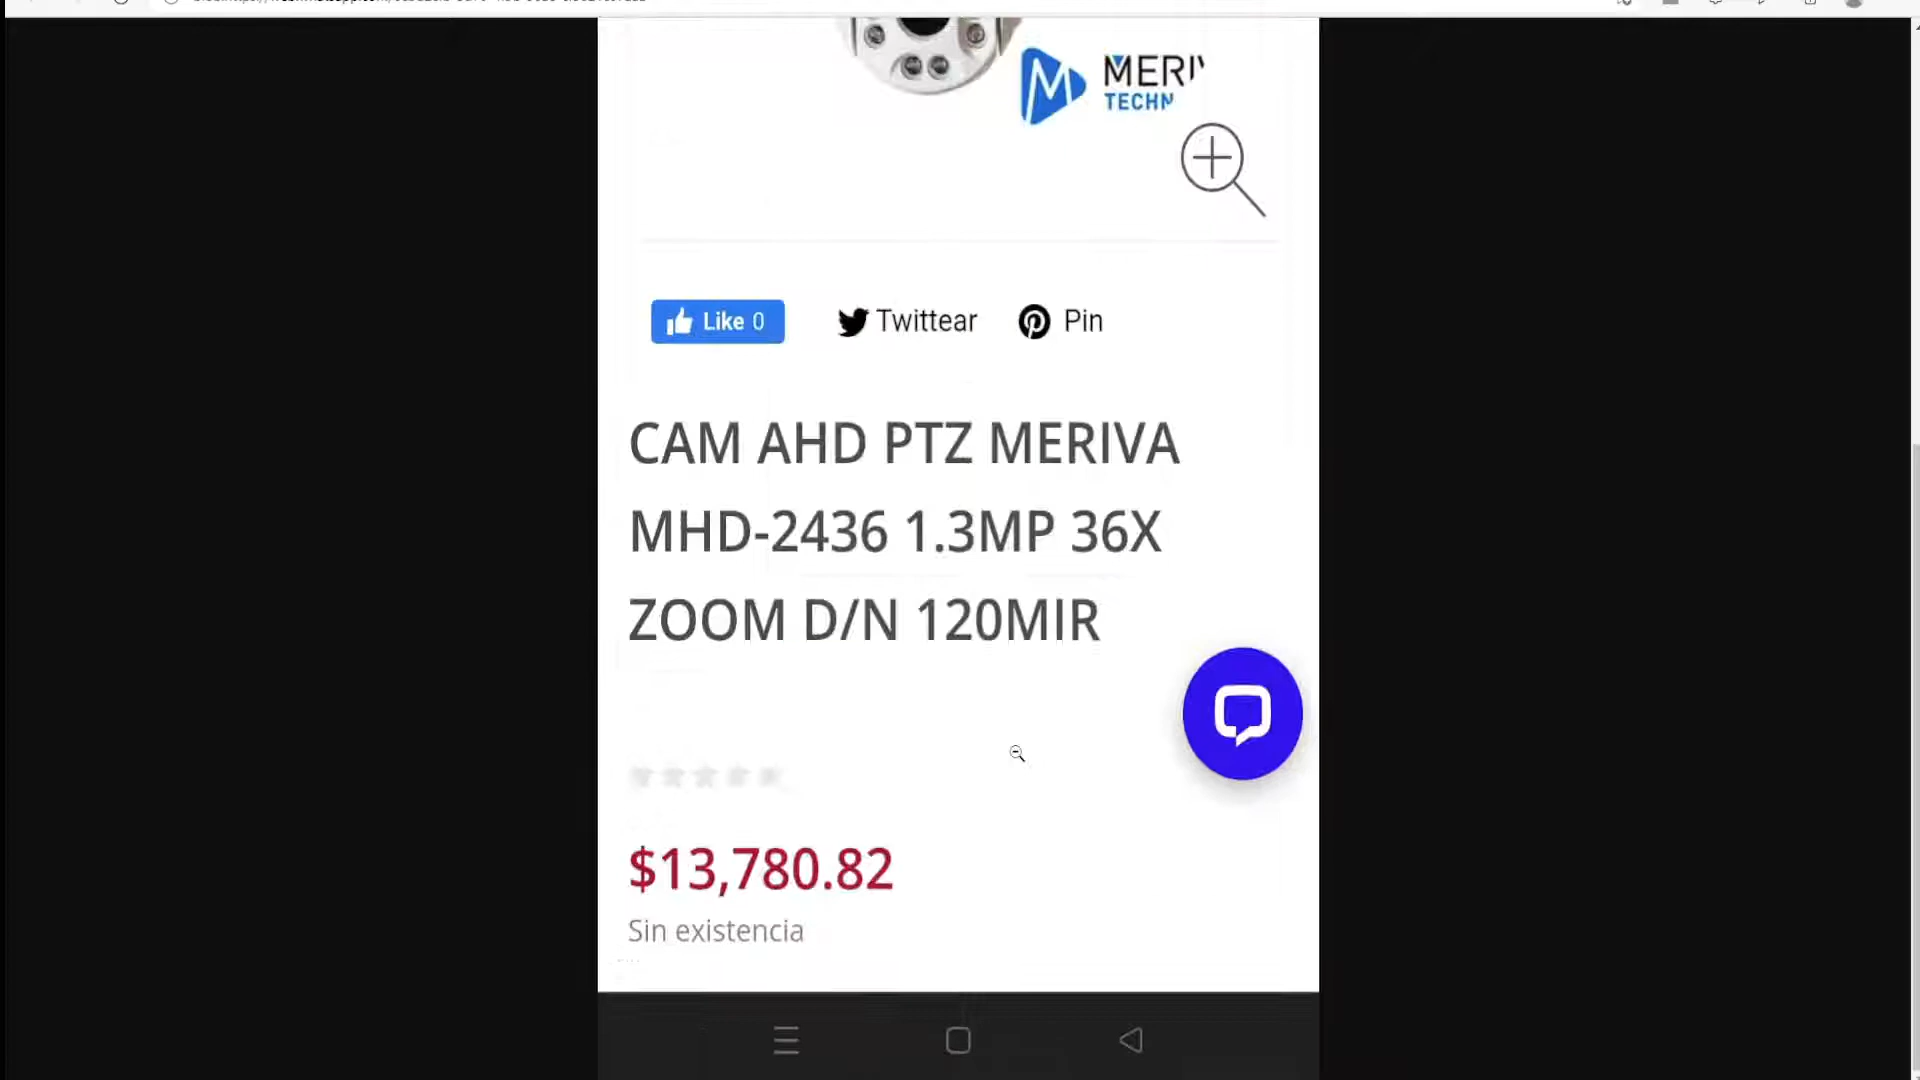 MERI
TECHN
Like 0
Twittear
Pin
CAM AHD PTZ MERIVA
MHD-2436 1.3MP 36X
ZOOM D/N 120MIR
$13,780.82
Sin existencia